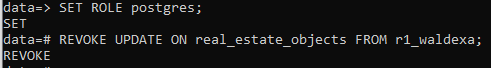 data=> SET ROLE postgres;
SET
data=# REVOKE UPDATE ON real_estate_objects FROM r1_waldexa;
REVOKE